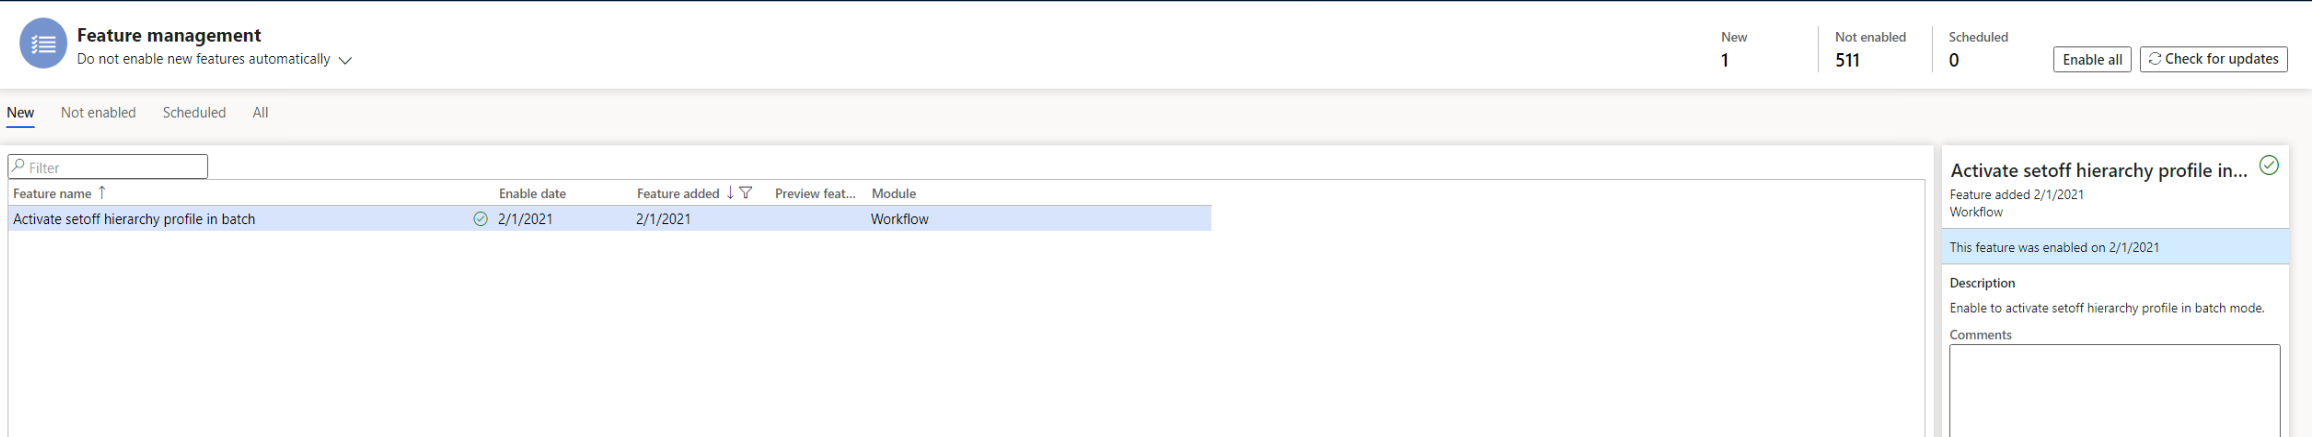 Feature management
Do not enable new features automatically
New
1
Not enabled
511
Scheduled
0
Enable all
Check for updates
New Not enabled Scheduled All
Filter
Feature name Enable date Feature added Preview feat... Module
Activate setoff hierarchy profile in batch 2/1/2021 2/1/2021 Workflow
Activate setoff hierarchy profile in...
Feature added 2/1/2021
Workflow
This feature was enabled on 2/1/2021
Description
Enable to activate setoff hierarchy profile in batch mode.
Comments